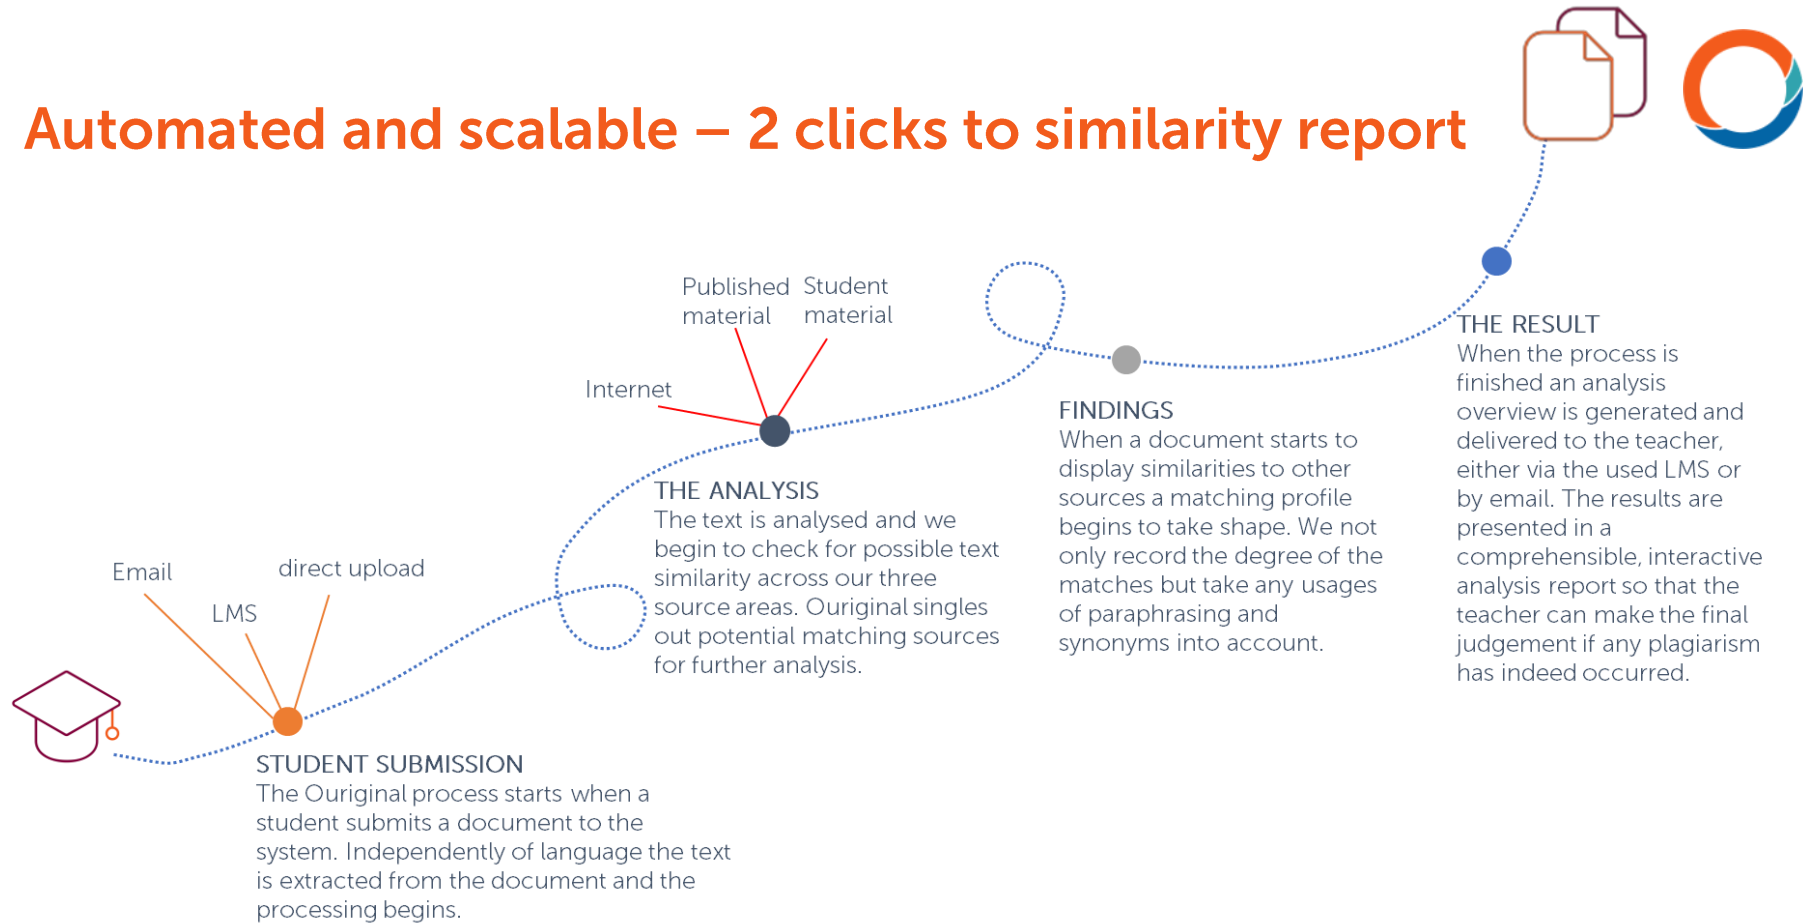 Automated and scalable – 2 clicks to similarity report
Email
LMS
direct upload
STUDENT SUBMISSION
The Ouriginal process starts when a
student submits a document to the
system. Independently of language the text
is extracted from the document and the
processing begins.
Internet
Published
material
Student
material
THE ANALYSIS
The text is analysed and we
begin to check for possible text
similarity across our three
source areas. Ouriginal singles
out potential matching sources
for further analysis.
FINDINGS
When a document starts to
display similarities to other
sources a matching profile
begins to take shape. We not
only record the degree of the
matches but take any usages
of paraphrasing and
synonyms into account.
THE RESULT
When the process is
finished an analysis
overview is generated and
delivered to the teacher,
either via the used LMS or
by email. The results are
presented in a
comprehensible, interactive
analysis report so that the
teacher can make the final
judgement if any plagiarism
has indeed occurred.